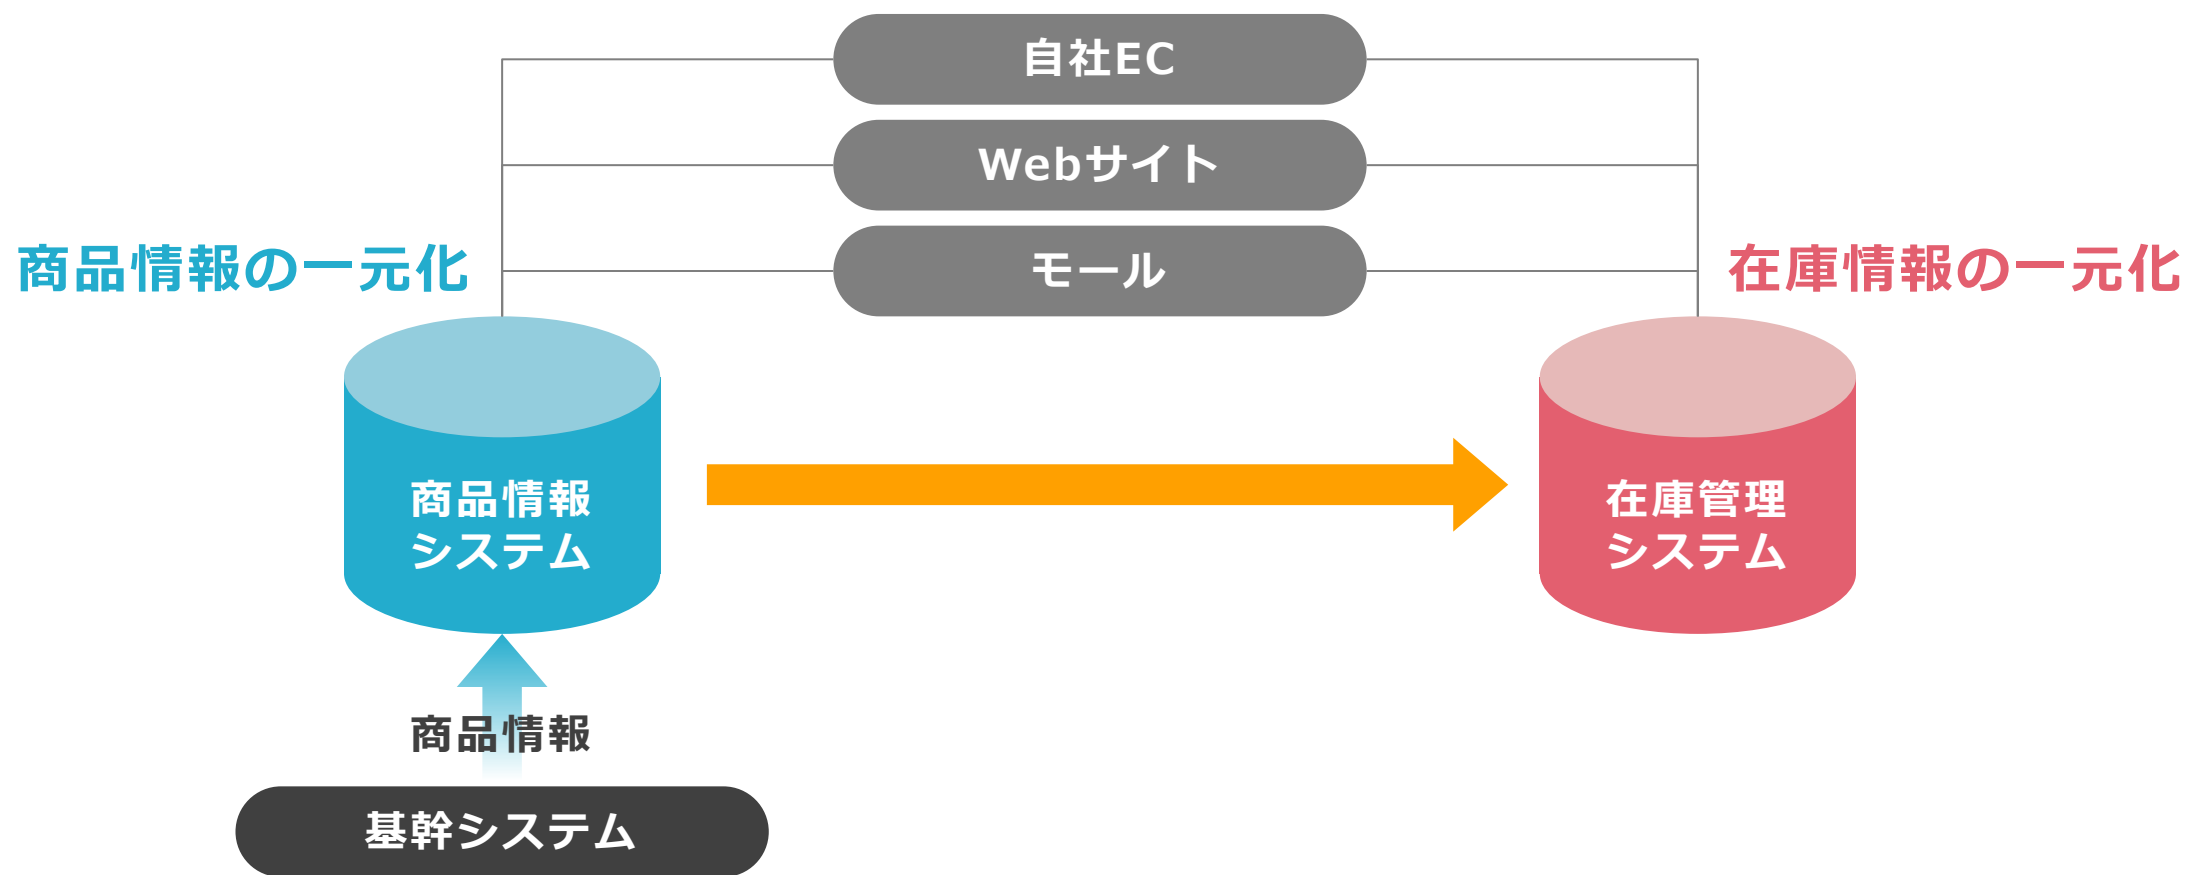 自社EC
Webサイト
モール
商品情報の一元化
在庫情報の一元化
商品情報
システム
在庫管理
システム
商品情報
基幹システム